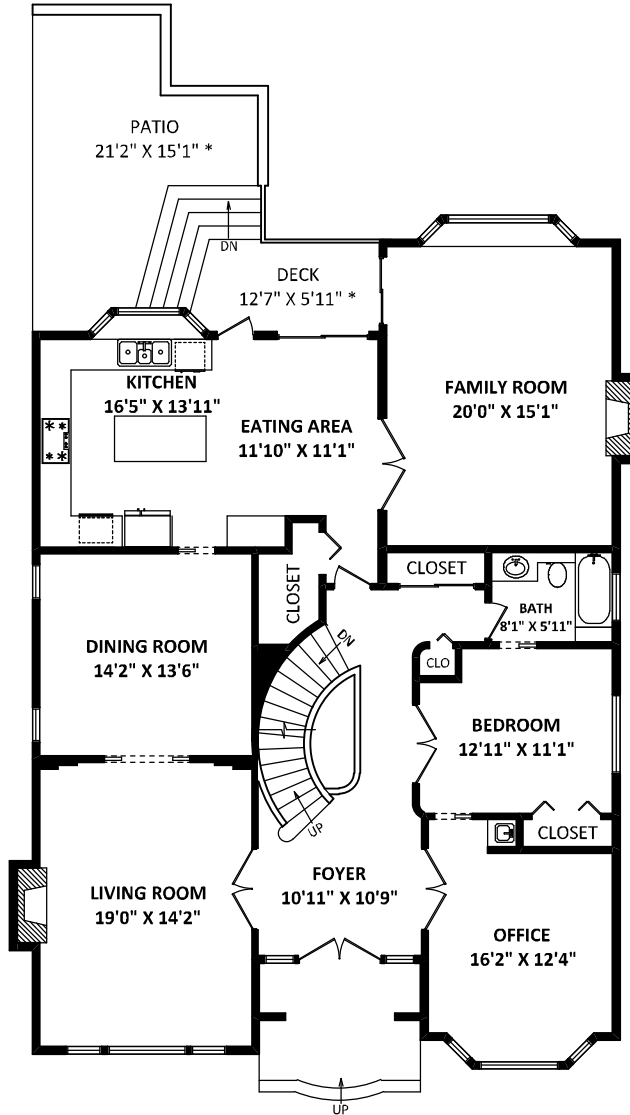 PATIO
21'2" X 15'1" *
DN
DECK
12'7" X 5'11" *
KITCHEN
16'5" X 13'11"
EATING AREA
11'10" X 11'1"
FAMILY ROOM
20'0" X 15'1"
CLOSET
CLOSET
BATH
8'1" X 5'11"
DINING ROOM
14'2" X 13'6"
DN
CLO
BEDROOM
12'11" X 11'1"
UP
CLOSET
LIVING ROOM
19'0" X 14'2"
FOYER
10'11" X 10'9"
OFFICE
16'2" X 12'4"
UP